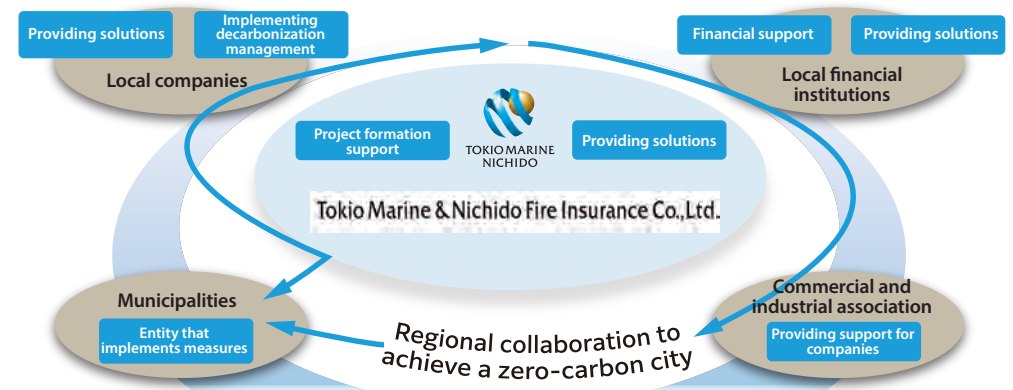 Providing solutions
Implementing
decarbonization
management
Local companies
Financial support
Providing solutions
Local financial
institutions
Project formation
support
TOKIO MARINE
NICHIDO
Providing solutions
Tokio Marine & Nichido Fire Insurance Co.,Ltd.
Municipalities
Entity that
implements measures
Commercial and
industrial association
Providing support for
companies
Regional collaboration to
achieve a zero-carbon city